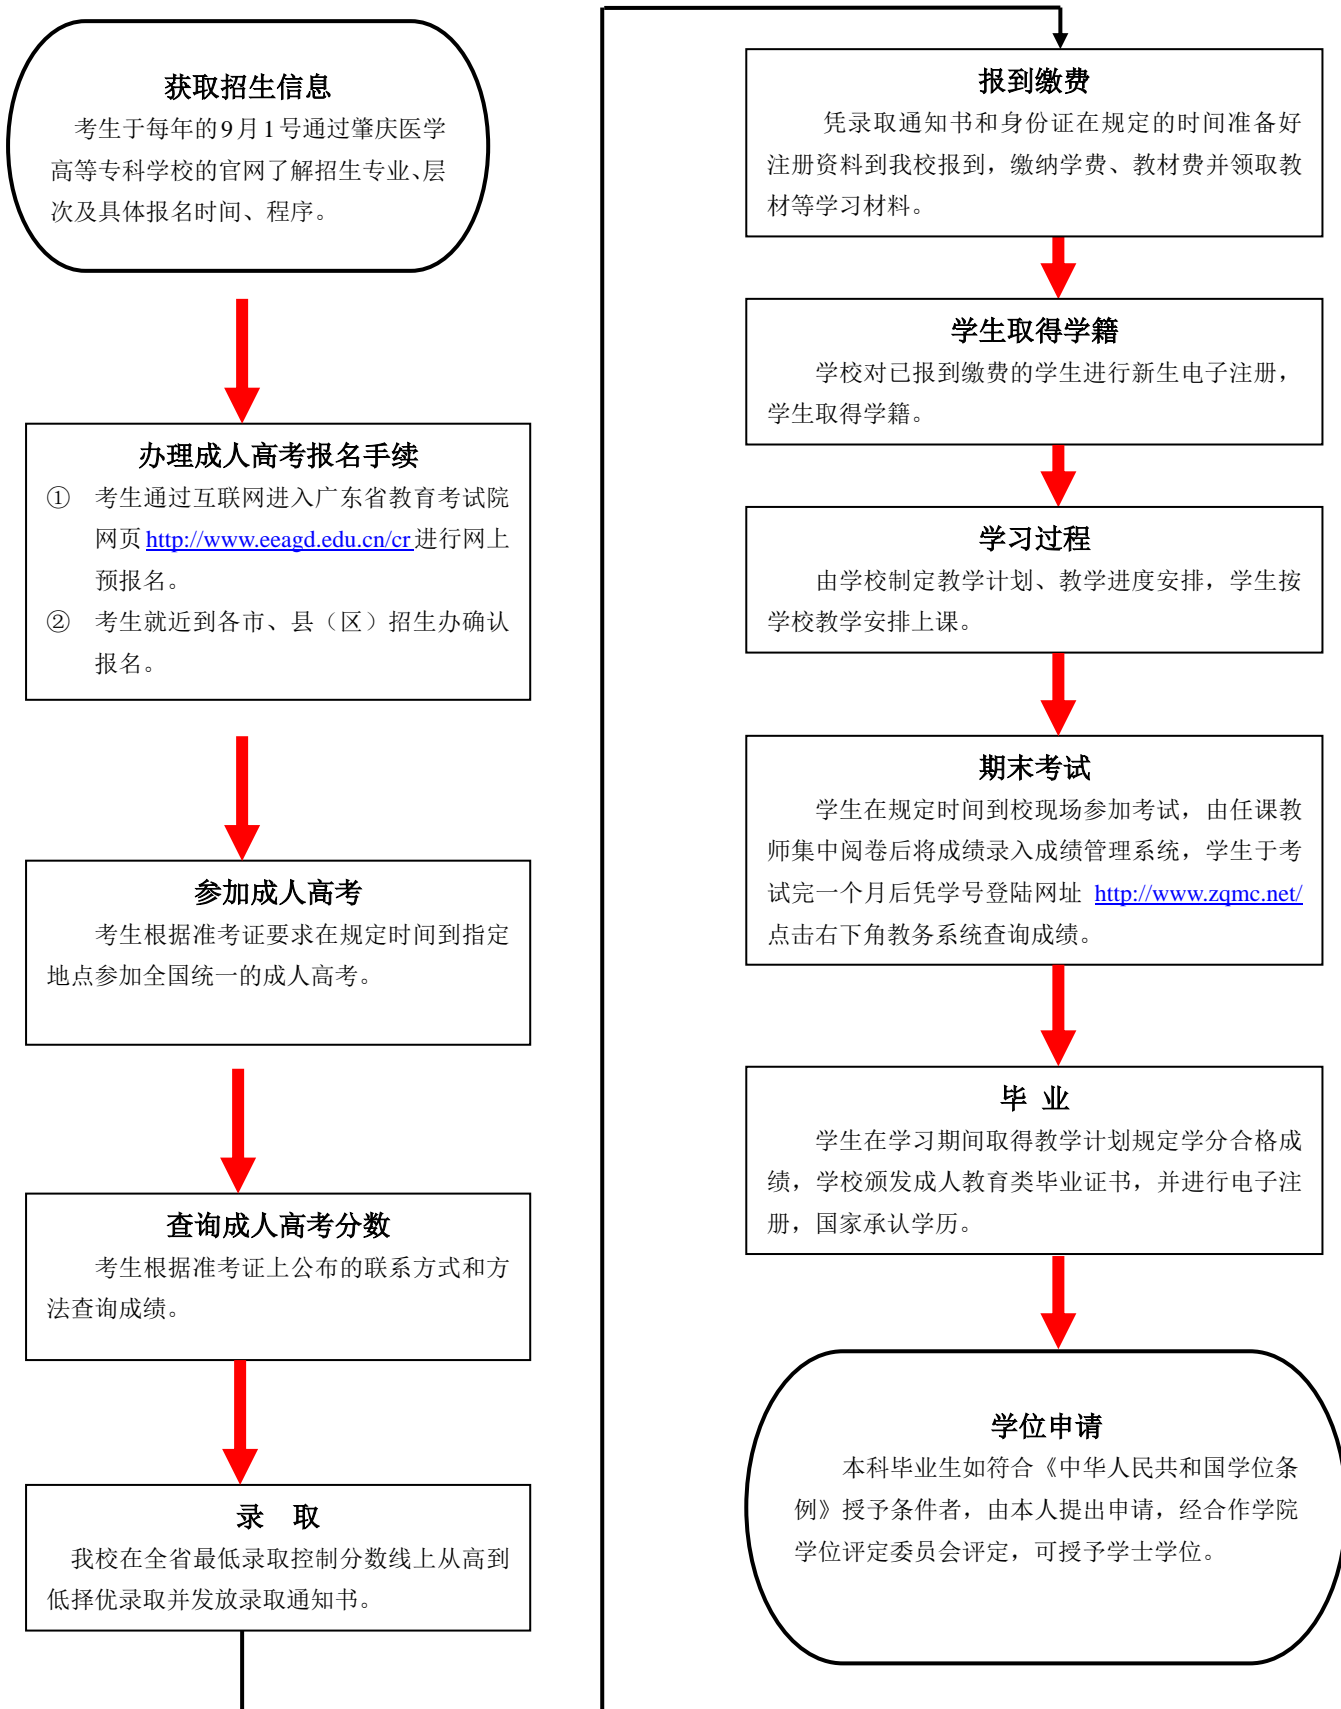 获取招生信息
考生于每年的9月1号通过肇庆医学
高等专科学校的官网了解招生专业、层
次及具体报名时间、程序。
办理成人高考报名手续
① 考生通过互联网进入广东省教育考试院
网页http://www.eeagd.edu.cn/cr进行网上
预报名。
② 考生就近到各市、县（区）招生办确认
报名。
参加成人高考
考生根据准考证要求在规定时间到指定
地点参加全国统一的成人高考。
查询成人高考分数
考生根据准考证上公布的联系方式和方
法查询成绩。
录 取
我校在全省最低录取控制分数线上从高到
低择优录取并发放录取通知书。
报到缴费
凭录取通知书和身份证在规定的时间准备好
注册资料到我校报到，缴纳学费、教材费并领取教
材等学习材料。
学生取得学籍
学校对已报到缴费的学生进行新生电子注册，
学生取得学籍。
学习过程
由学校制定教学计划、教学进度安排，学生按
学校教学安排上课。
期末考试
学生在规定时间到校现场参加考试，由任课教
师集中阅卷后将成绩录入成绩管理系统，学生于考
试完一个月后凭学号登陆网址 http://www.zqmc.net/
点击右下角教务系统查询成绩。
毕 业
学生在学习期间取得教学计划规定学分合格成
绩，学校颁发成人教育类毕业证书，并进行电子注
册，国家承认学历。
学位申请
本科毕业生如符合《中华人民共和国学位条
例》授予条件者，由本人提出申请，经合作学院
学位评定委员会评定，可授予学士学位。